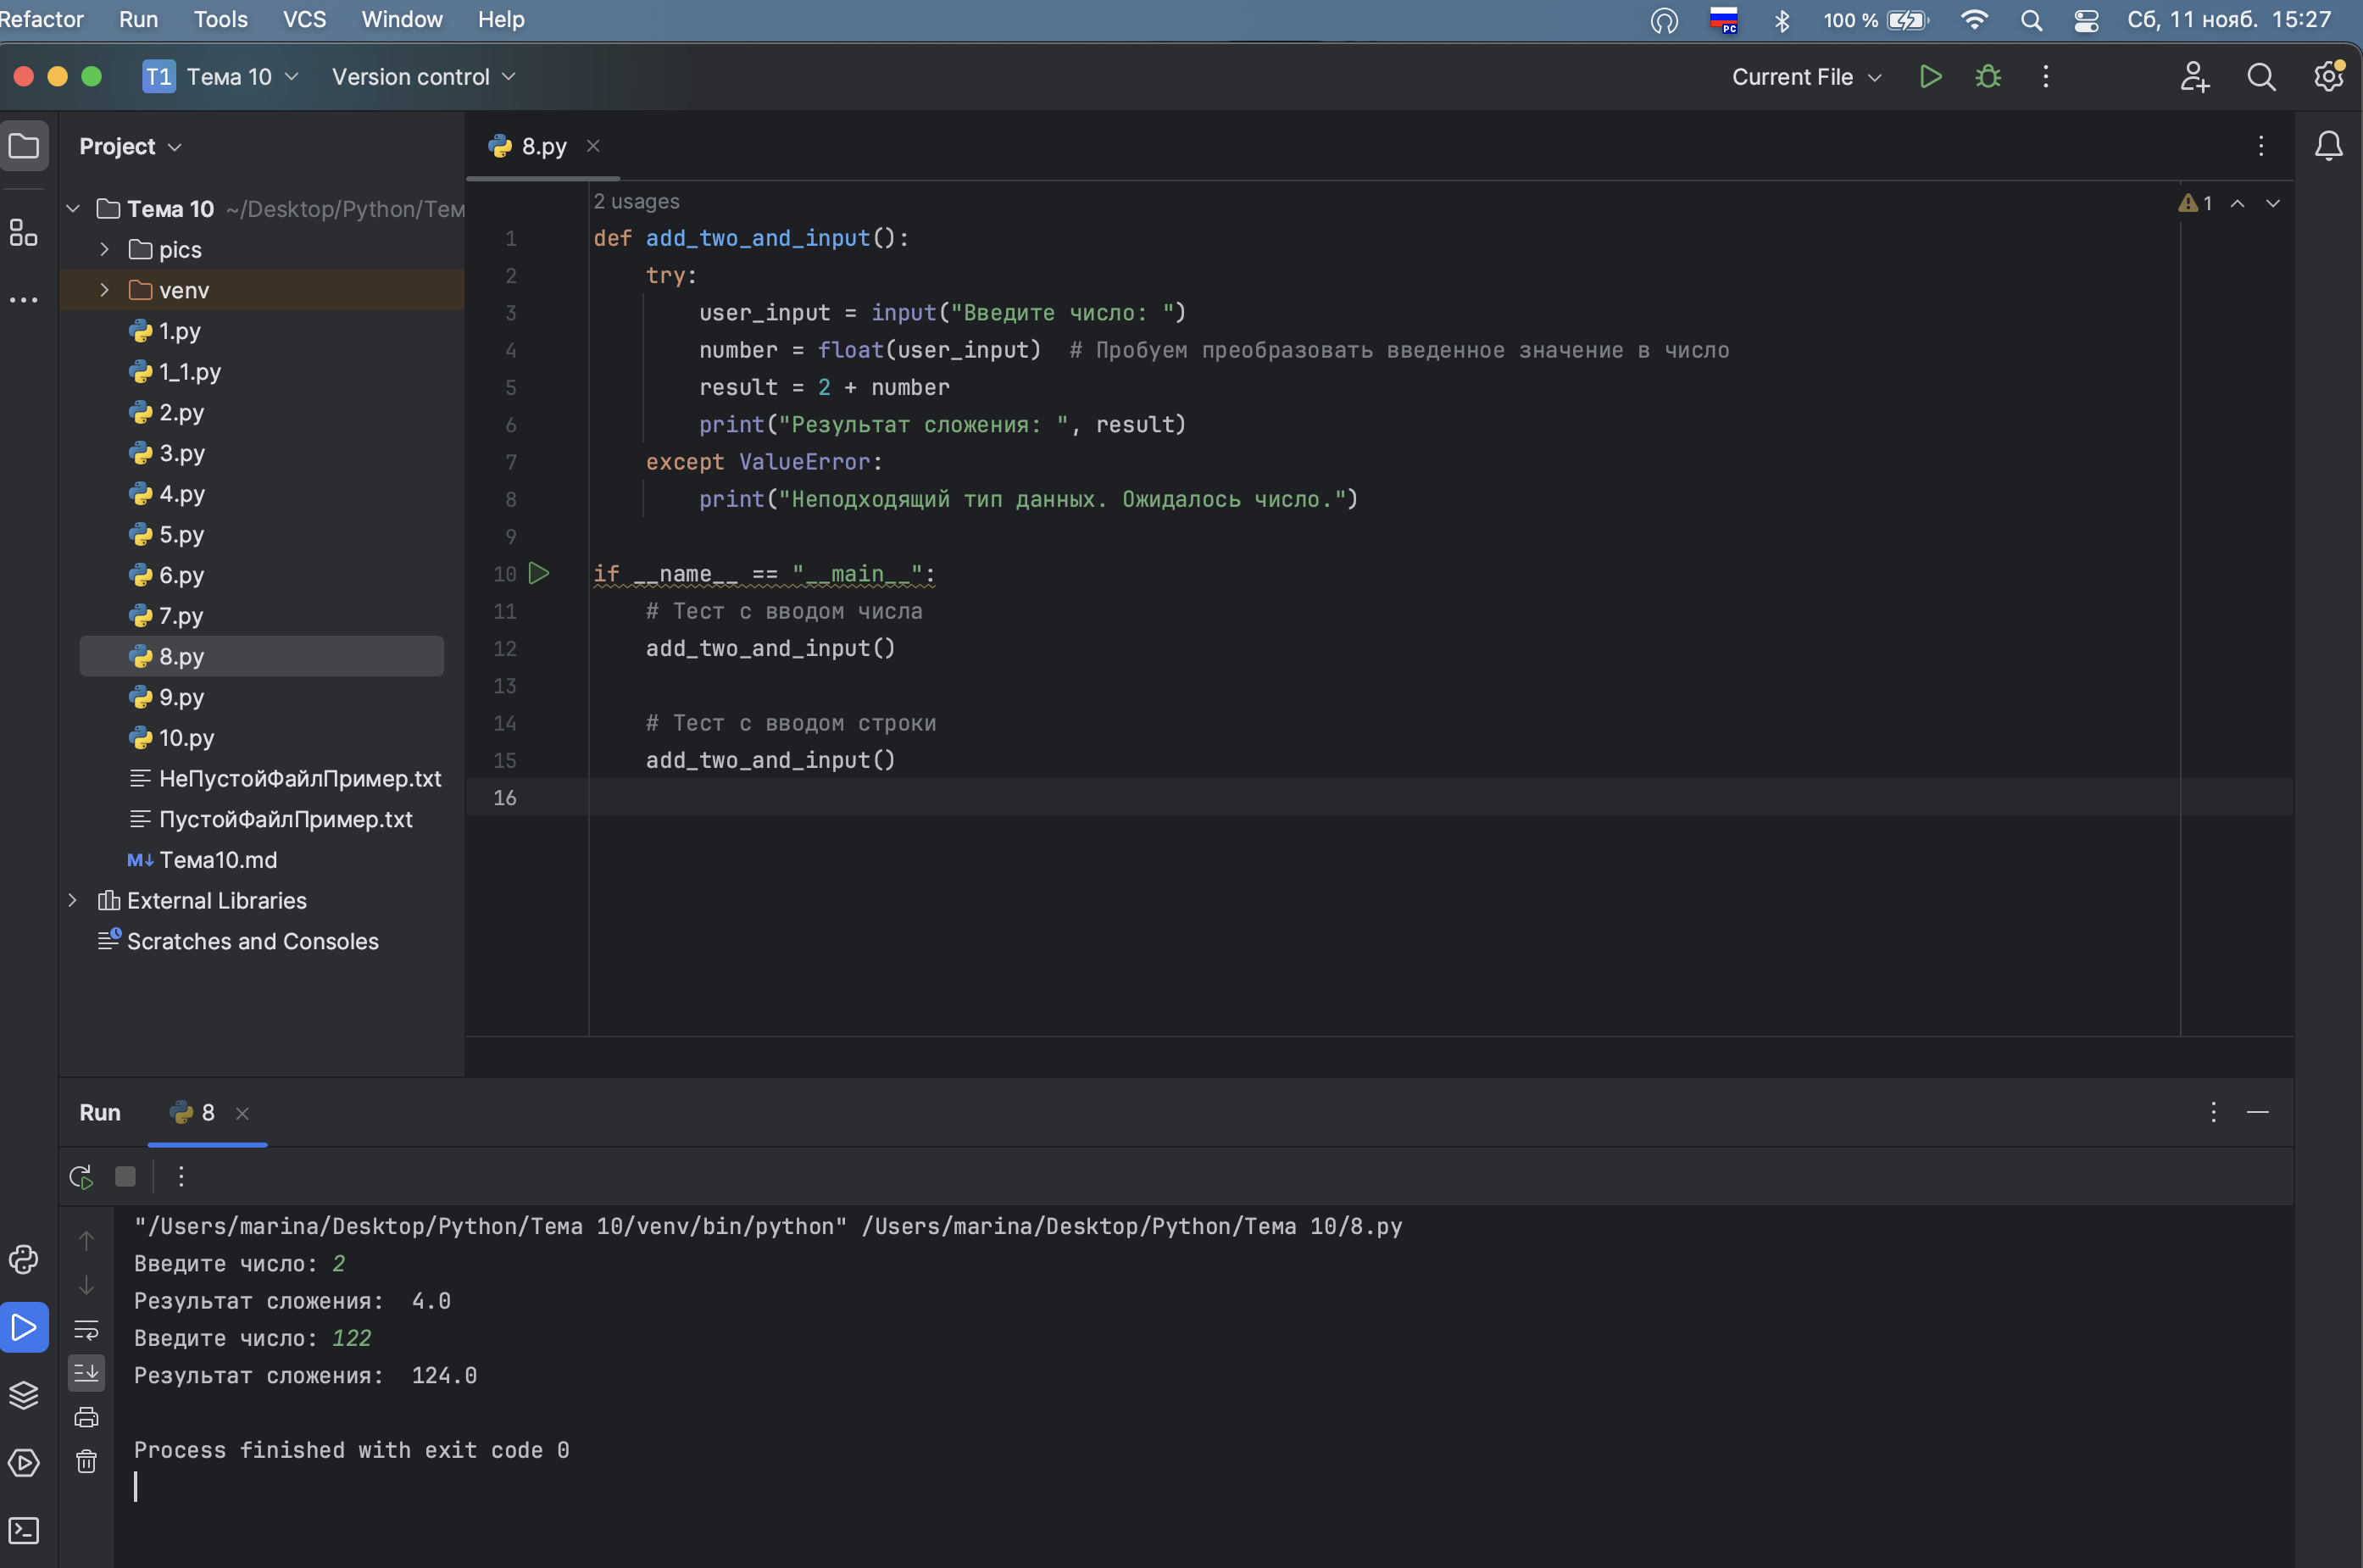 Refactor Run Tools VCS Window Help РС 100 % Сб, 11 нояб. 15:27
T1 Тема 10 Version control Current File
Project
Тема 10 ~/Desktop/Python/Тем
pics
venv
1.py
1_1.py
2.py
3.py
4.py
5.py
6.py
7.py
8.py
9.py
10.py
НеПустойФайлПример.txt
ПустойФайлПример.txt
M↓ Тема10.md
External Libraries
Scratches and Consoles
8.py
2 usages
1
1 def add_two_and_input():
2     try:
3         user_input = input("Введите число: ")
4         number = float(user_input)  # Пробуем преобразовать введенное значение в число
5         result = 2 + number
6         print("Результат сложения: ", result)
7     except ValueError:
8         print("Неподходящий тип данных. Ожидалось число.")
9
10 if __name__ == "__main__":
11     # Тест с вводом числа
12     add_two_and_input()
13
14     # Тест с вводом строки
15     add_two_and_input()
16
Run 8
"/Users/marina/Desktop/Python/Тема 10/venv/bin/python" /Users/marina/Desktop/Python/Тема 10/8.py
Введите число: 2
Результат сложения:  4.0
Введите число: 122
Результат сложения:  124.0
Process finished with exit code 0